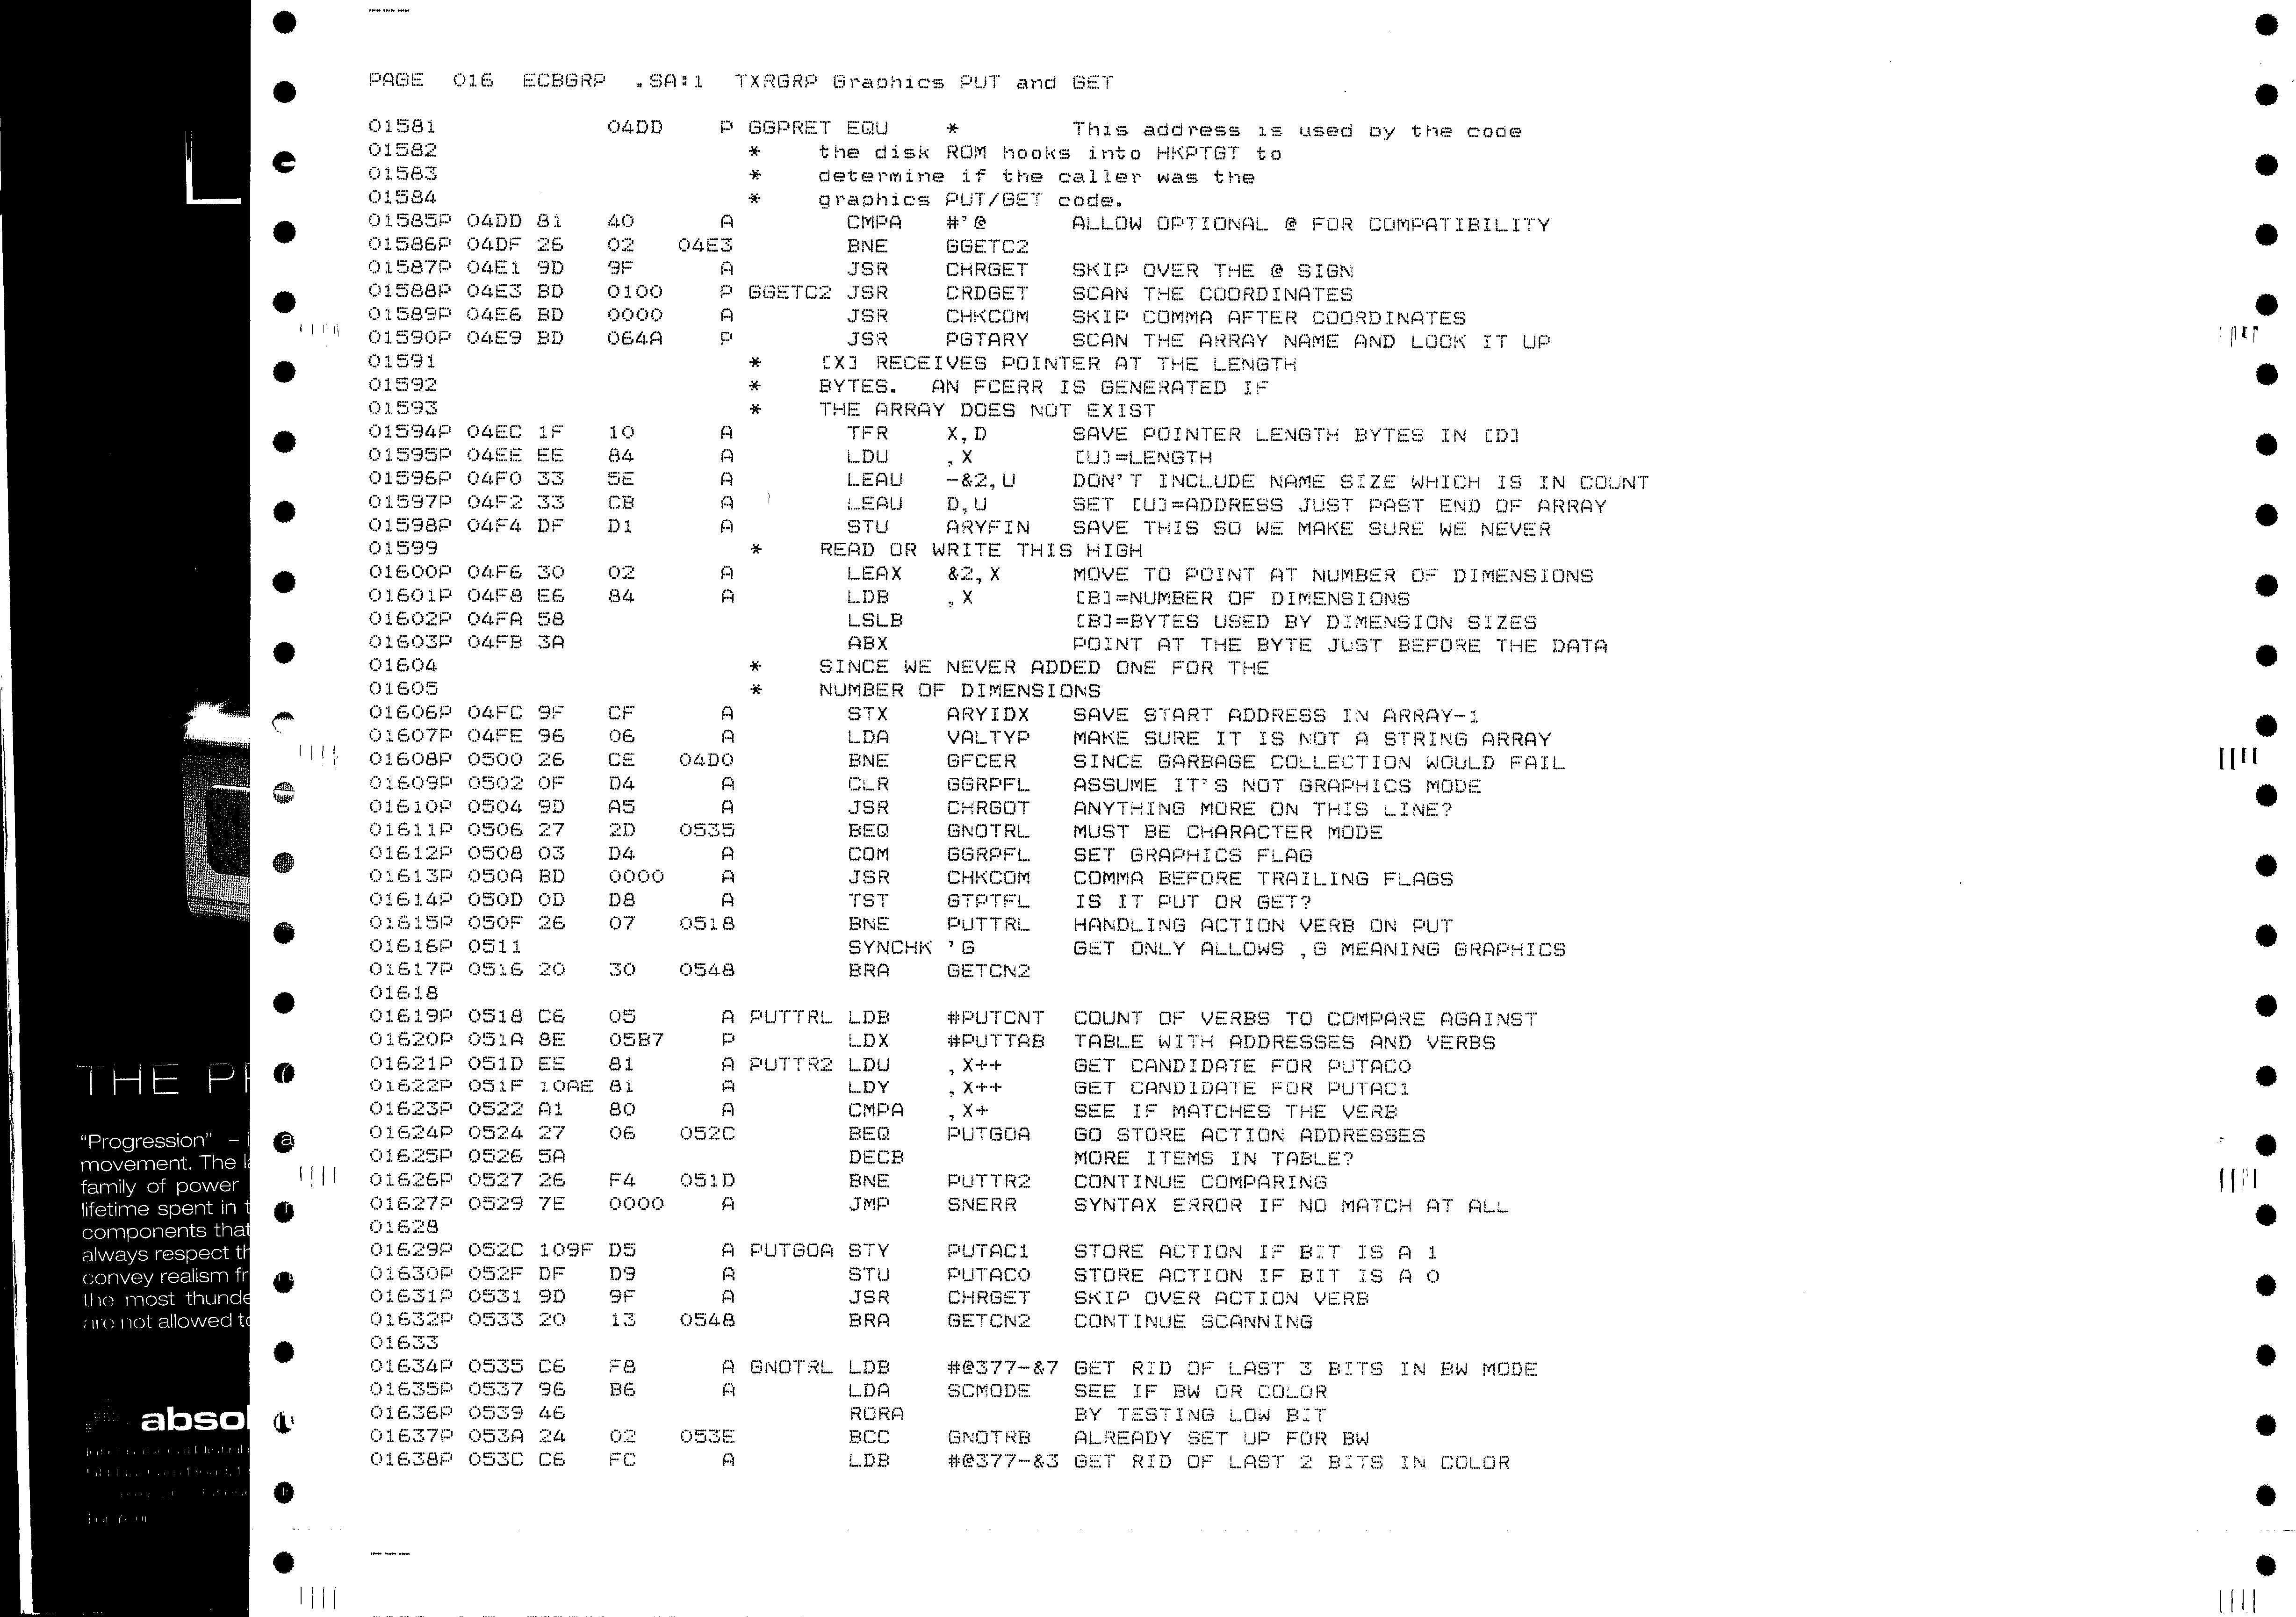 PAGE 016 ECBGRP .SA:1 TXRGRP Graphics PUT and GET
01581 04DD P GGPRET EQU * This address is used by the code
01582 * the disk ROM hooks into HKPTGT to
01583 * determine if the caller was the
01584 * graphics PUT/GET code.
01585P 04DD 81 40 A CMPA #'@ ALLOW OPTIONAL @ FOR COMPATIBILITY
01586P 04DF 26 02 04E3 BNE GGETC2
01587P 04E1 9D 9F A JSR CHRGET SKIP OVER THE @ SIGN
01588P 04E3 BD 0100 P GGETC2 JSR CRDGET SCAN THE COORDINATES
01589P 04E6 BD 0000 A JSR CHKCOM SKIP COMMA AFTER COORDINATES
01590P 04E9 BD 064A P JSR PGTARY SCAN THE ARRAY NAME AND LOOK IT UP
01591 * [X] RECEIVES POINTER AT THE LENGTH
01592 * BYTES. AN FCERR IS GENERATED IF
01593 * THE ARRAY DOES NOT EXIST
01594P 04EC 1F 10 A TFR X,D SAVE POINTER LENGTH BYTES IN [D]
01595P 04EE EE 84 A LDU ,X [U]=LENGTH
01596P 04F0 33 5E A LEAU -&2,U DON'T INCLUDE NAME SIZE WHICH IS IN COUNT
01597P 04F2 33 CB A LEAU D,U SET [U]=ADDRESS JUST PAST END OF ARRAY
01598P 04F4 DF D1 A STU ARYFIN SAVE THIS SO WE MAKE SURE WE NEVER
01599 * READ OR WRITE THIS HIGH
01600P 04F6 30 02 A LEAX &2,X MOVE TO POINT AT NUMBER OF DIMENSIONS
01601P 04F8 E6 84 A LDB ,X [B]=NUMBER OF DIMENSIONS
01602P 04FA 58 LSLB [B]=BYTES USED BY DIMENSION SIZES
01603P 04FB 3A ABX POINT AT THE BYTE JUST BEFORE THE DATA
01604 * SINCE WE NEVER ADDED ONE FOR THE
01605 * NUMBER OF DIMENSIONS
01606P 04FC 9F CF A STX ARYIDX SAVE START ADDRESS IN ARRAY-1
01607P 04FE 96 06 A LDA VALTYP MAKE SURE IT IS NOT A STRING ARRAY
01608P 0500 26 CE 04D0 BNE GFCER SINCE GARBAGE COLLECTION WOULD FAIL
01609P 0502 0F D4 A CLR GGRPFL ASSUME IT'S NOT GRAPHICS MODE
01610P 0504 9D A5 A JSR CHRGOT ANYTHING MORE ON THIS LINE?
01611P 0506 27 2D 0535 BEQ GNOTRL MUST BE CHARACTER MODE
01612P 0508 03 D4 A COM GGRPFL SET GRAPHICS FLAG
01613P 050A BD 0000 A JSR CHKCOM COMMA BEFORE TRAILING FLAGS
01614P 050D 0D D8 A TST GTPTFL IS IT PUT OR GET?
01615P 050F 26 07 0518 BNE PUTTRL HANDLING ACTION VERB ON PUT
01616P 0511 SYNCHK 'G GET ONLY ALLOWS ,G MEANING GRAPHICS
01617P 0516 20 30 0548 BRA GETCN2
01618
01619P 0518 C6 05 A PUTTRL LDB #PUTCNT COUNT OF VERBS TO COMPARE AGAINST
01620P 051A 8E 05B7 P LDX #PUTTAB TABLE WITH ADDRESSES AND VERBS
01621P 051D EE 81 A PUTTR2 LDU ,X++ GET CANDIDATE FOR PUTAC0
01622P 051F 10AE 81 A LDY ,X++ GET CANDIDATE FOR PUTAC1
01623P 0522 A1 80 A CMPA ,X+ SEE IF MATCHES THE VERB
01624P 0524 27 06 052C BEQ PUTGOA GO STORE ACTION ADDRESSES
01625P 0526 5A DECB MORE ITEMS IN TABLE?
01626P 0527 26 F4 051D BNE PUTTR2 CONTINUE COMPARING
01627P 0529 7E 0000 A JMP SNERR SYNTAX ERROR IF NO MATCH AT ALL
01628
01629P 052C 109F D5 A PUTGOA STY PUTAC1 STORE ACTION IF BIT IS A 1
01630P 052F DF D9 A STU PUTAC0 STORE ACTION IF BIT IS A 0
01631P 0531 9D 9F A JSR CHRGET SKIP OVER ACTION VERB
01632P 0533 20 13 0548 BRA GETCN2 CONTINUE SCANNING
01633
01634P 0535 C6 F8 A GNOTRL LDB #@377-&7 GET RID OF LAST 3 BITS IN BW MODE
01635P 0537 96 B6 A LDA SCMODE SEE IF BW OR COLOR
01636P 0539 46 RORA BY TESTING LOW BIT
01637P 053A 24 02 053E BCC GNOTRB ALREADY SET UP FOR BW
01638P 053C C6 FC A LDB #@377-&3 GET RID OF LAST 2 BITS IN COLOR
THE P
"Progression" –
movement. The
family of power
lifetime spent in
components that
always respect
convey realism
the most
are not allowed
absol